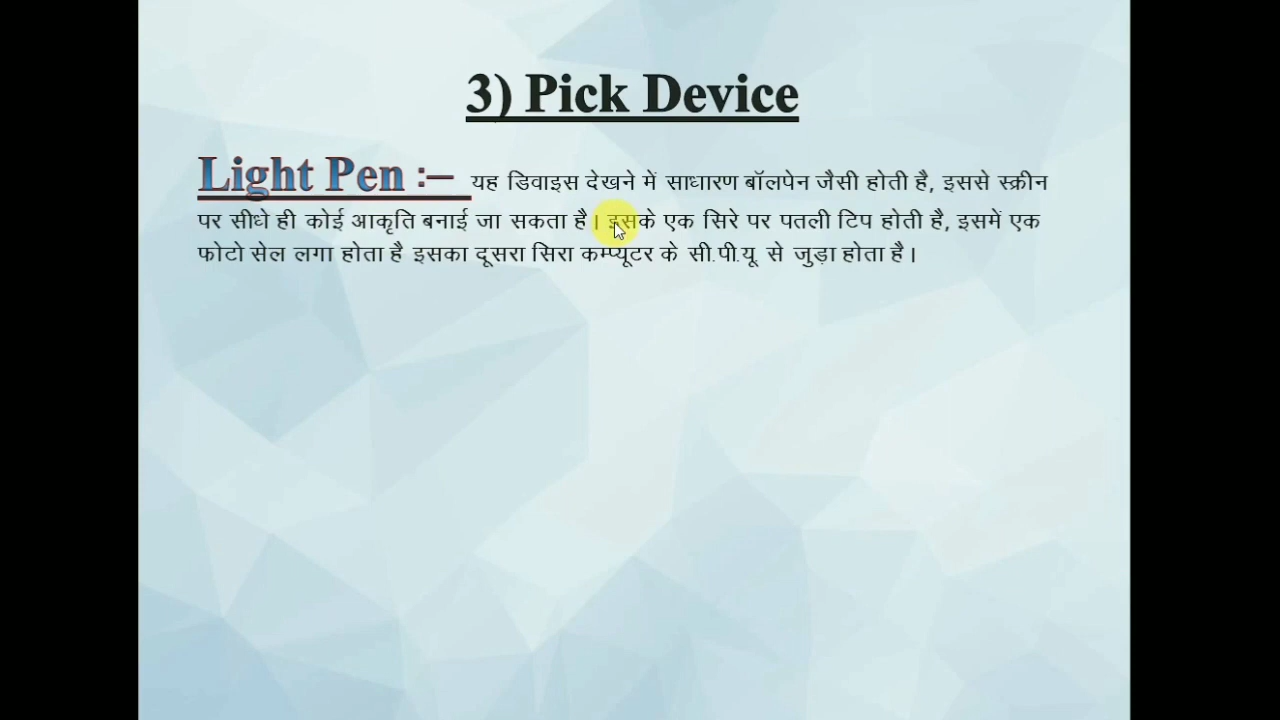 3) Pick Device
Light Pen :– यह डिवाइस देखने में साधारण बॉलपेन जैसी होती है, इससे स्क्रीन
पर सीधे ही कोई आकृति बनाई जा सकता है। इसके एक सिरे पर पतली टिप होती है, इसमें एक
फोटो सेल लगा होता है इसका दूसरा सिरा कम्प्यूटर के सी.पी.यू. से जुड़ा होता है।